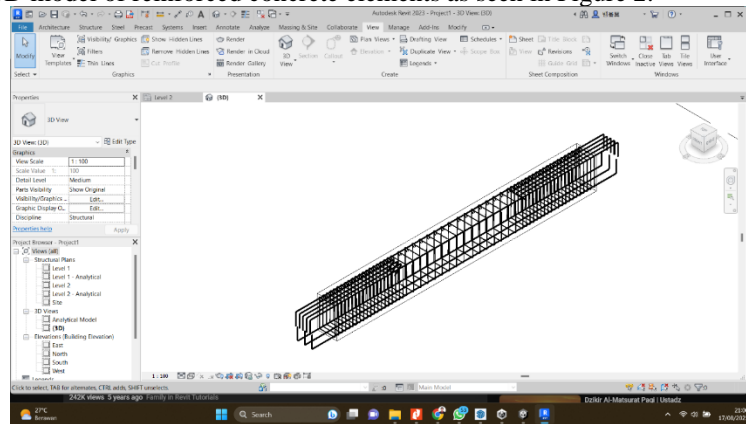 D model of reinforced concrete elements as seen in Figure 2.
Autodesk Revit 2023 - Project1 - 3D View: {3D}
File Architecture Structure Steel Precast Systems Insert Annotate Analyze Massing & Site Collaborate View Manage Add-Ins Modify
Modify
View Templates
Visibility/ Graphics
Filters
Thin Lines
Show Hidden Lines
Remove Hidden Lines
Cut Profile
Render
Render in Cloud
Render Gallery
3D View
Section
Callout
Plan Views
Elevation
Drafting View
Duplicate View
Legends
Schedules
Scope Box
Sheet
View
Title Block
Revisions
Guide Grid
Switch Windows
Close Inactive
Tab Views
Tile Views
User Interface
Select
Graphics
Presentation
Create
Sheet Composition
Windows
Properties
Level 2
{3D}
3D View
3D View: {3D}
Edit Type
Graphics
View Scale 1 : 100
Scale Value 1: 100
Detail Level Medium
Parts Visibility Show Original
Visibility/Graphics ... Edit...
Graphic Display O... Edit...
Discipline Structural
Properties help
Apply
Project Browser - Project1
Views (all)
Structural Plans
Level 1
Level 1 - Analytical
Level 2
Level 2 - Analytical
Site
3D Views
Analytical Model
{3D}
Elevations (Building Elevation)
East
North
South
West
Legends
1 : 100
Click to select, TAB for alternates, CTRL adds, SHIFT unselects.
Main Model
242K views 5 years ago Family in Revit Tutorials
Dzikir Al-Matsurat Pagi | Ustadz
27°C
Berawan
Search